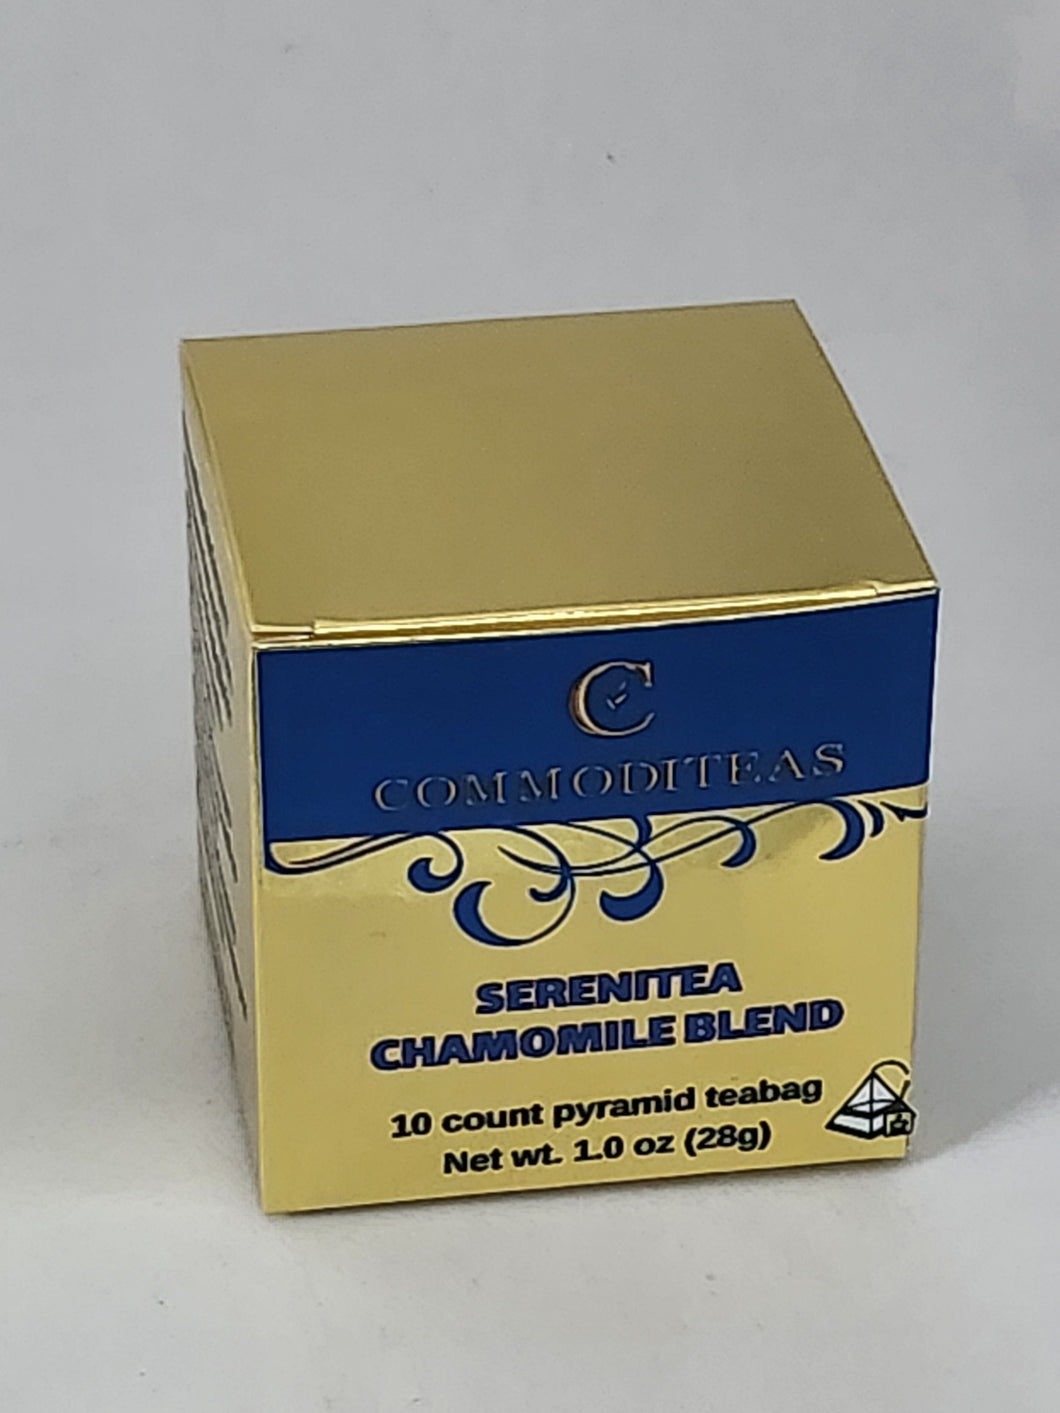 C
COMMODITEAS
SERENITEA
CHAMOMILE BLEND
10 count pyramid teabag
Net wt. 1.0 oz (28g)